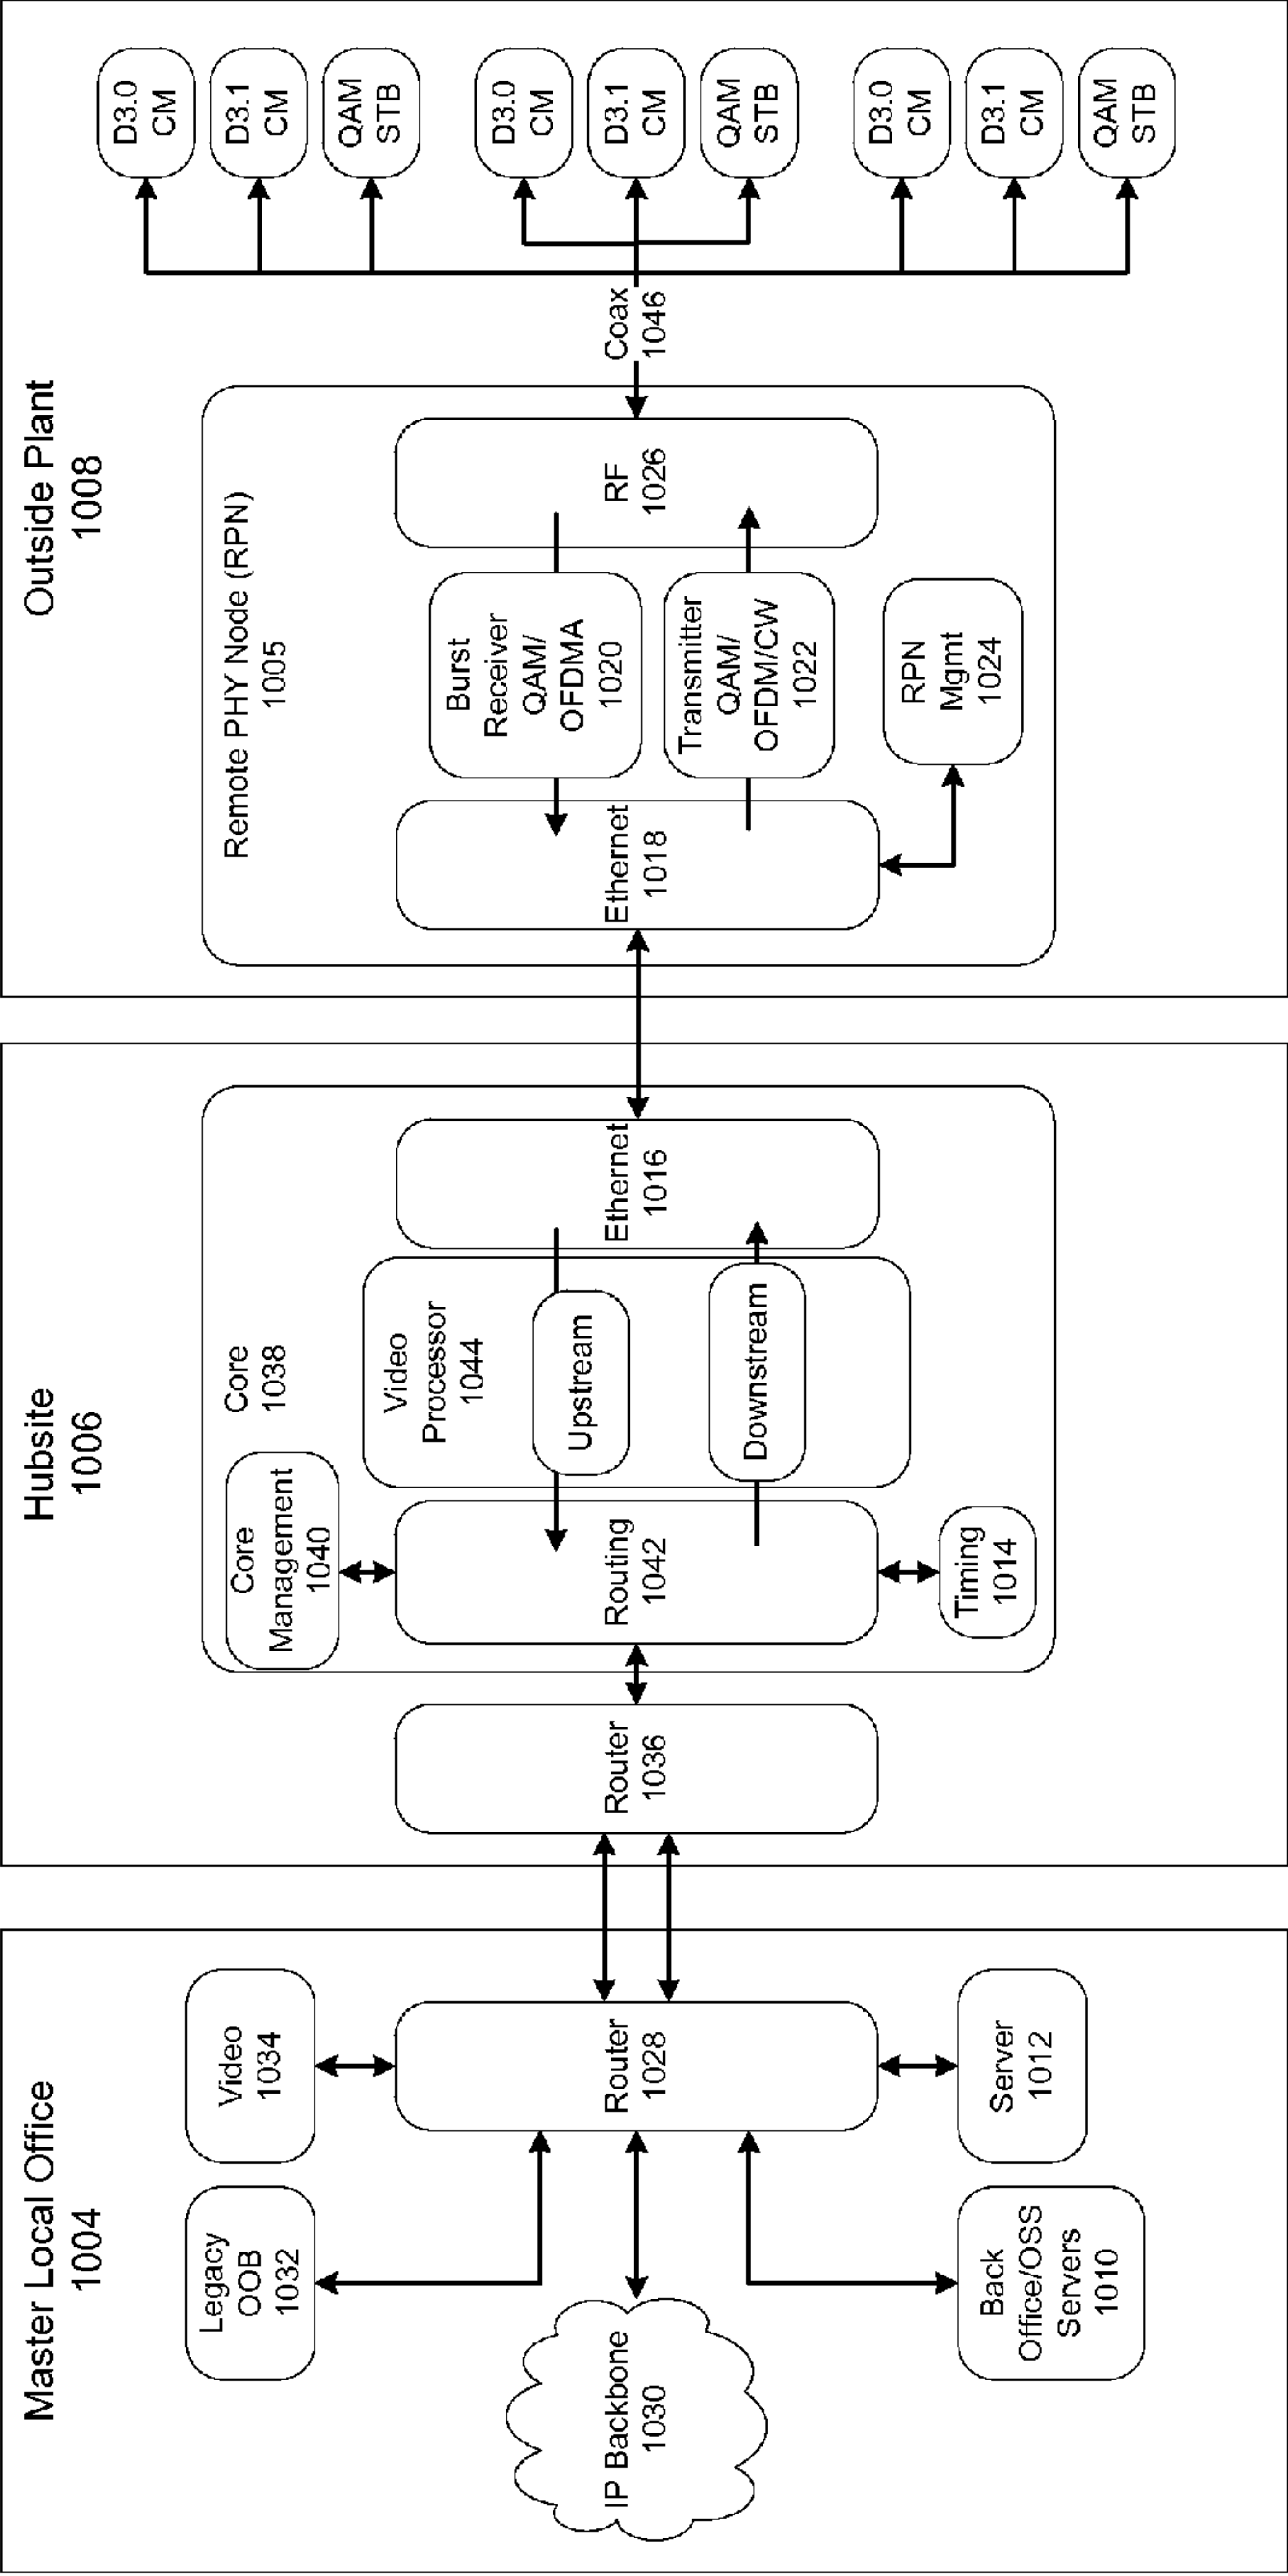 Master Local Office
1004
Legacy
OOB
1032
Video
1034
IP Backbone
1030
Router
1028
Back
Office/OSS
Servers
1010
Server
1012
Hubsite
1006
Router
1036
Core
1038
Core
Management
1040
Routing
1042
Timing
1014
Video
Processor
1044
Upstream
Downstream
Ethernet
1016
Outside Plant
1008
Remote PHY Node (RPN)
1005
Ethernet
1018
Burst
Receiver
QAM/
OFDMA
1020
Transmitter
QAM/
OFDM/CW
1022
RPN
Mgmt
1024
RF
1026
Coax
1046
D3.0
CM
D3.1
CM
QAM
STB
D3.0
CM
D3.1
CM
QAM
STB
D3.0
CM
D3.1
CM
QAM
STB